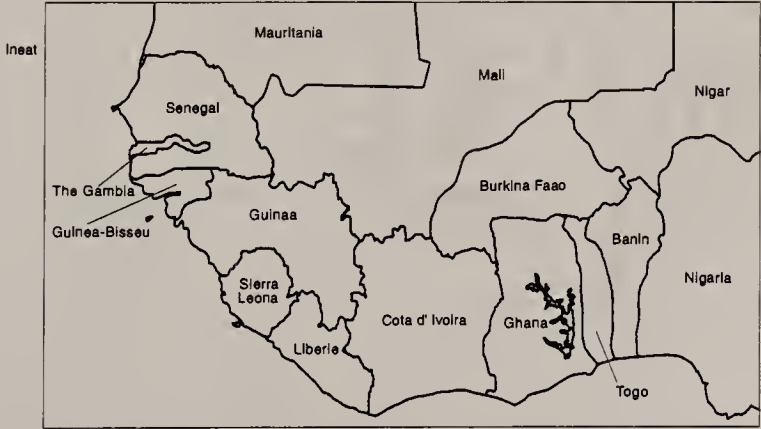 Ineat
Mauritania
Mali
Nigar
Senegal
The Gambia
Guinea-Bisseu
Guinaa
Burkina Faao
Banin
Nigaria
Sierra
Leona
Liberie
Cota d' Ivoira
Ghana
Togo